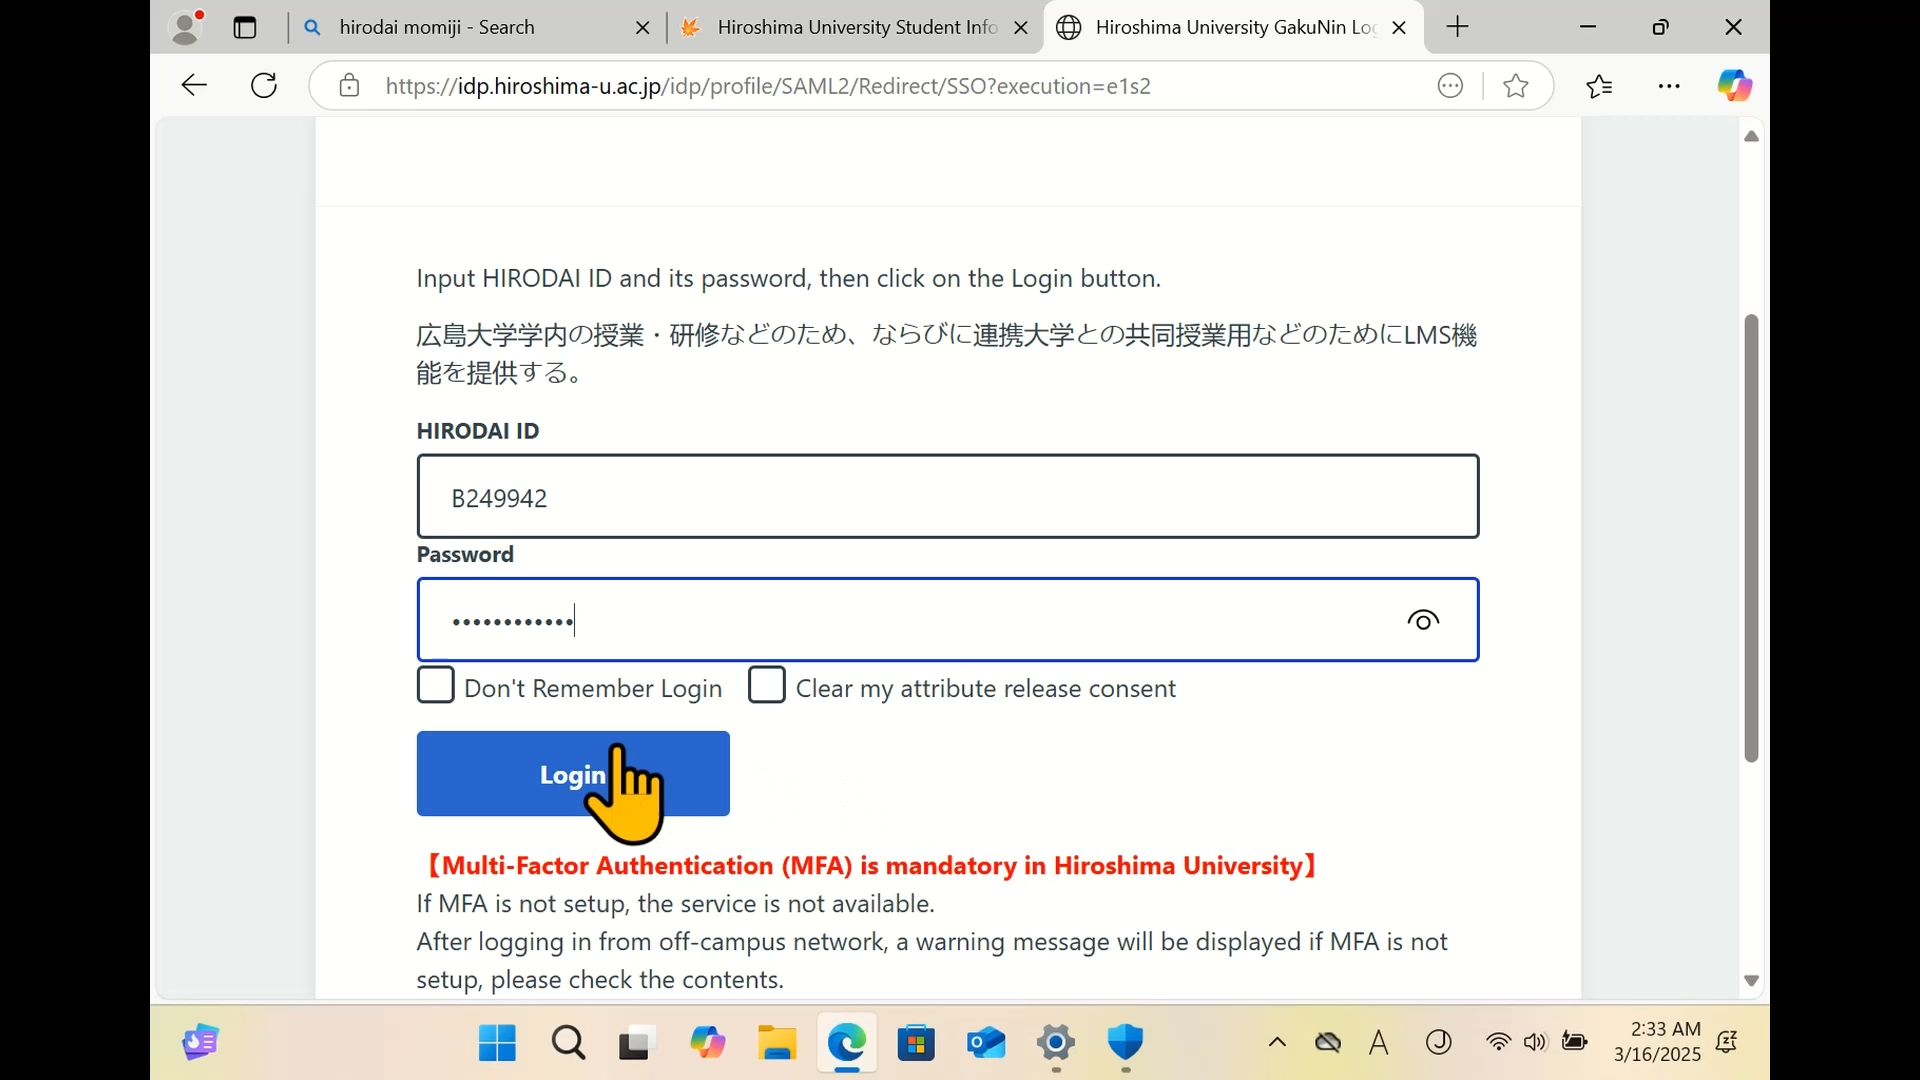 hirodai momiji - Search
Hiroshima University Student Info
Hiroshima University GakuNin Log
https://idp.hiroshima-u.ac.jp/idp/profile/SAML2/Redirect/SSO?execution=e1s2
Input HIRODAI ID and its password, then click on the Login button.
広島大学学内の授業・研修などのため、ならびに連携大学との共同授業用などのためにLMS機
能を提供する。
HIRODAI ID
B249942
Password
Don't Remember Login
Clear my attribute release consent
Login
【Multi-Factor Authentication (MFA) is mandatory in Hiroshima University】
If MFA is not setup, the service is not available.
After logging in from off-campus network, a warning message will be displayed if MFA is not
setup, please check the contents.
A
J
2:33 AM
3/16/2025